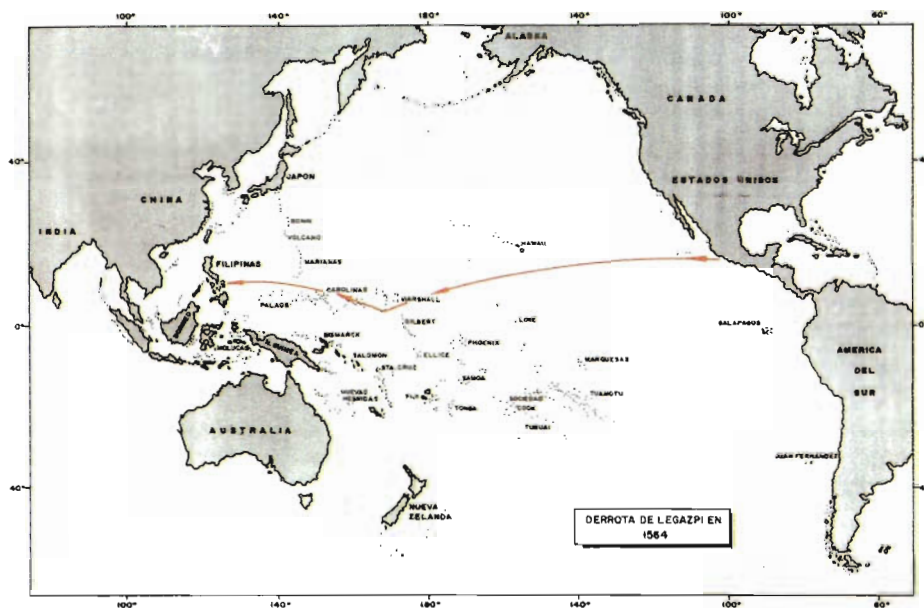 100° 140° 180° 140° 100° 60°
ALASKA
CANADA
40° 40°
JAPON
ESTADOS UNISOS
CHINA
INDIA
BONIN
VOLCANO
HAWAII
MARIANAS
FILIPINAS
CAROLINAS
PALAOS
MARSHALL
GILBERT
LINE
GALAPAGOS
0°
BISMARCK
MOLUCAS
N. GUINEA
PHOENIX
SALOMON
ELLICE
MARQUESAS
AMERICA
DEL
SUR
STA. CRUZ
SAMOA
NUEVAS
HEBRIDAS
FIJI
TONGA
SOCIEDAD
COOK
TUAMOTU
TUBUAI
AUSTRALIA
JUAN FERNANDEZ
40°
NUEVA
ZELANDA
DERROTA DE LEGAZPI EN
1564
100° 140° 180° 140° 100° 60°